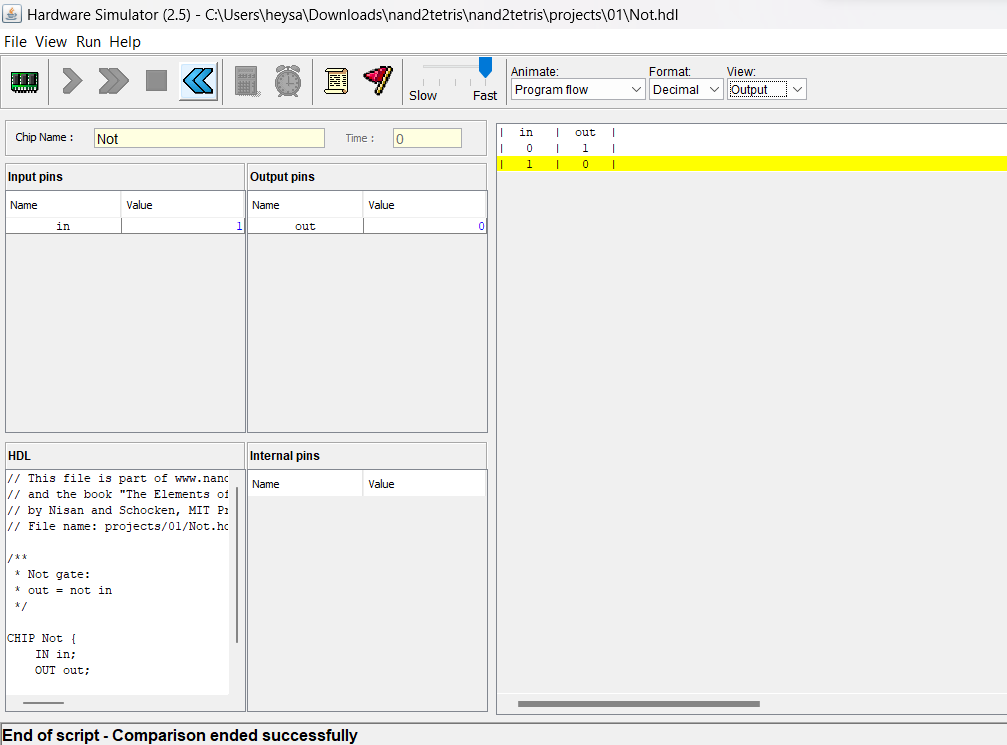 Hardware Simulator (2.5) - C:\Users\heysa\Downloads\nand2tetris\nand2tetris\projects\01\Not.hdl
File View Run Help
Animate: Format: View:
Program flow Decimal Output
Slow Fast
Chip Name : Not Time : 0
Input pins
Name Value
in 1
Output pins
Name Value
out 0
HDL
// This file is part of www.nand
// and the book "The Elements of
// by Nisan and Schocken, MIT Pr
// File name: projects/01/Not.hd
/**
* Not gate:
* out = not in
*/
CHIP Not {
IN in;
OUT out;
Internal pins
Name Value
| in | out |
| 0 | 1 |
| 1 | 0 |
End of script - Comparison ended successfully